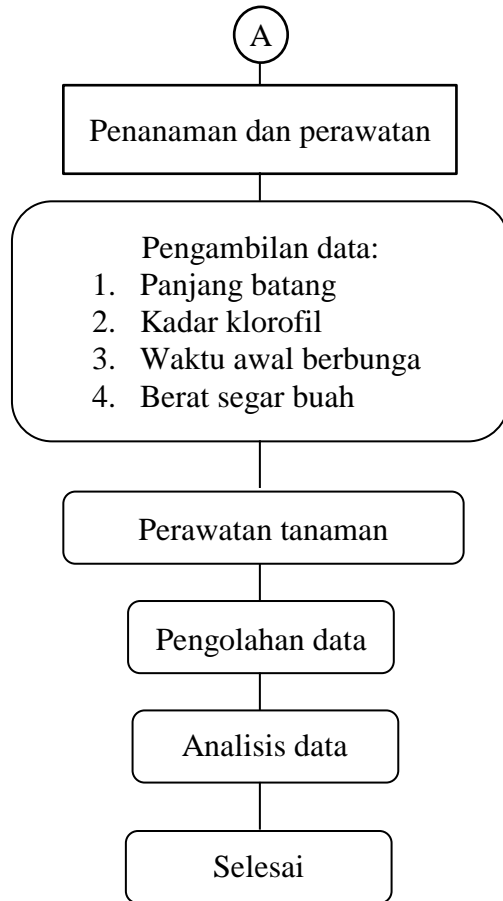 A
Penanaman dan perawatan
Pengambilan data:
1. Panjang batang
2. Kadar klorofil
3. Waktu awal berbunga
4. Berat segar buah
Perawatan tanaman
Pengolahan data
Analisis data
Selesai